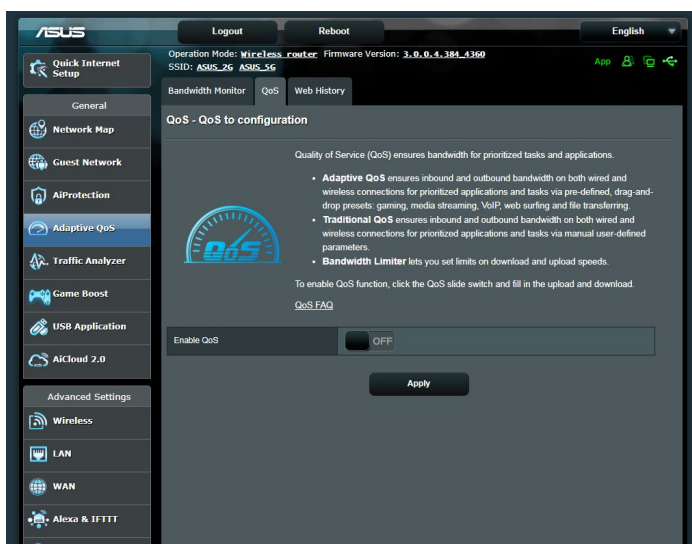 ASUS
Logout
Reboot
English
Quick Internet
Setup
Operation Mode: Wireless router Firmware Version: 3.0.0.4.384_4360
SSID: ASUS_2G ASUS_5G
App
General
Network Map
Guest Network
AiProtection
Adaptive QoS
Traffic Analyzer
Game Boost
USB Application
AiCloud 2.0
Advanced Settings
Wireless
LAN
WAN
Alexa & IFTTT
Bandwidth Monitor
QoS
Web History
QoS - QoS to configuration
Quality of Service (QoS) ensures bandwidth for prioritized tasks and applications.
• Adaptive QoS ensures inbound and outbound bandwidth on both wired and
wireless connections for prioritized applications and tasks via pre-defined, drag-and-
drop presets: gaming, media streaming, VoIP, web surfing and file transferring.
• Traditional QoS ensures inbound and outbound bandwidth on both wired and
wireless connections for prioritized applications and tasks via manual user-defined
parameters.
• Bandwidth Limiter lets you set limits on download and upload speeds.
QoS
To enable QoS function, click the QoS slide switch and fill in the upload and download.
QoS FAQ
Enable QoS
OFF
Apply